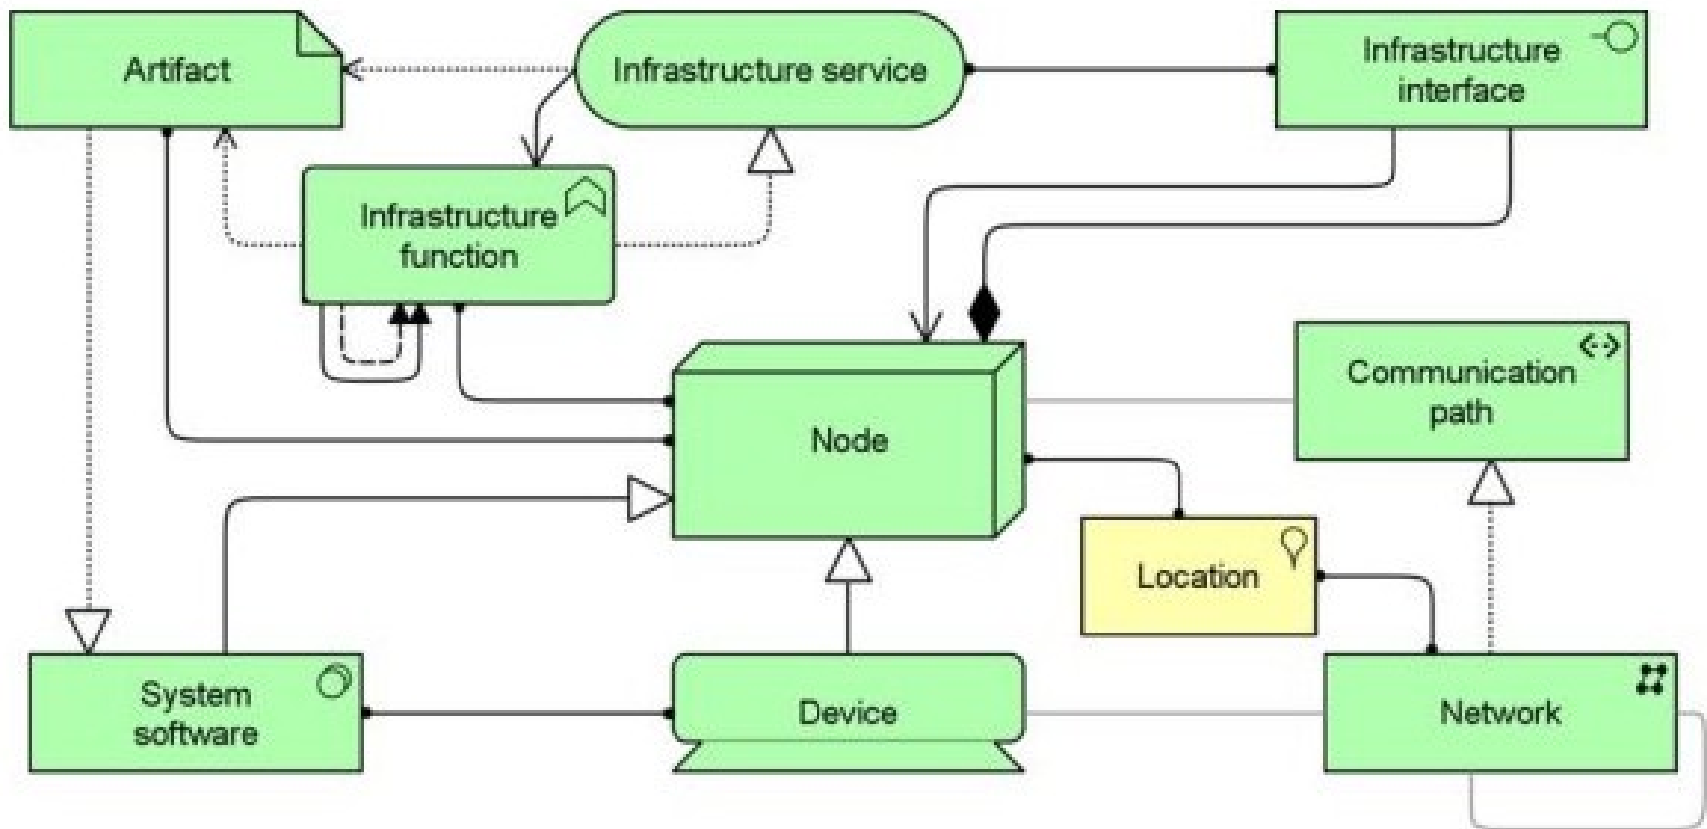 Artifact
Infrastructure service
Infrastructure
interface
Infrastructure
function
Communication
path
Node
Location
System
software
Device
Network